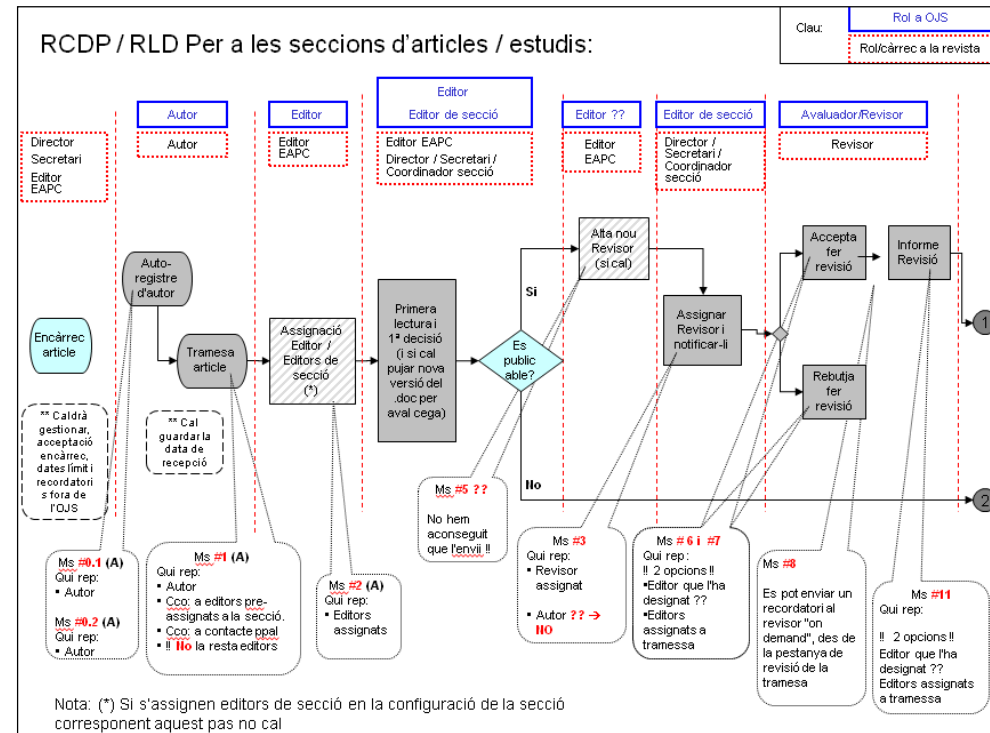 RCDP / RLD Per a les seccions d'articles / estudis:
Clau:
Rol a OJS
Rol/càrrec a la revista
Director
Secretari
Editor
EAPC
Autor
Autor
Editor
Editor
EAPC
Editor
Editor de secció
Editor EAPC
Director / Secretari /
Coordinador secció
Editor ??
Editor
EAPC
Editor de secció
Director /
Secretari /
Coordinador
secció
Avaluador/Revisor
Revisor
Encàrrec
article
Auto-
registre
d'autor
Tramesa
article
Assignació
Editor /
Editors de
secció
(*)
Primera
lectura i
1ª decisió
(i si cal
pujar nova
versió del
.doc per
aval cega)
Es
public
able?
Si
No
Alta nou
Revisor
(si cal)
Assignar
Revisor i
notificar-li
Accepta
fer
revisió
Rebutja
fer
revisió
Informe
Revisió
1
2
** Caldrà
gestionar,
acceptació
encàrrec,
dates límit i
recordatori
s fora de
l'OJS
** Cal
guardar la
data de
recepció
Ms #0.1 (A)
Qui rep:
▪ Autor
Ms #0.2 (A)
Qui rep:
▪ Autor
Ms #1 (A)
Qui rep:
▪ Autor
▪ Cco: a editors pre-
assignats a la secció.
▪ Cco: a contacte ppal
▪ !! No la resta editors
Ms #2 (A)
Qui rep:
▪ Editors
assignats
Ms #5 ??
No hem
aconseguit
que l'envii !!
Ms #3
Qui rep:
▪ Revisor
assignat
▪ Autor ?? →
NO
Ms # 6 i #7
Qui rep :
!! 2 opcions !!
▪Editor que l'ha
designat ??
▪Editors
assignats a
tramessa
Ms #8
Es pot enviar un
recordatori al
revisor "on
demand", des de
la pestanya de
revisió de la
tramesa
Ms #11
Qui rep:
!! 2 opcions !!
Editor que l'ha
designat ??
Editors assignats
a tramessa
Nota: (*) Si s'assignen editors de secció en la configuració de la secció
corresponent aquest pas no cal